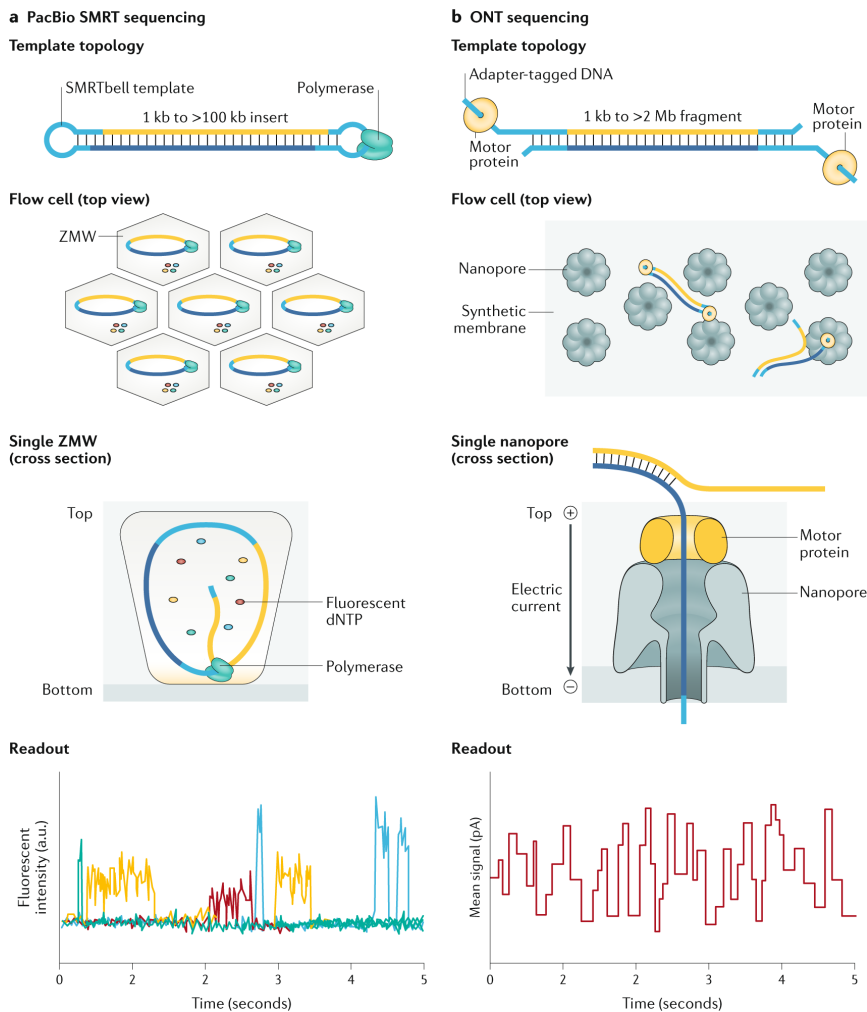 a PacBio SMRT sequencing
Template topology
SMRTbell template
Polymerase
1 kb to >100 kb insert
Flow cell (top view)
ZMW
Single ZMW
(cross section)
Top
Fluorescent
dNTP
Polymerase
Bottom
Readout
Fluorescent
intensity (a.u.)
0 2 2 3 4 5
Time (seconds)
b ONT sequencing
Template topology
Adapter-tagged DNA
1 kb to >2 Mb fragment
Motor
protein
Motor
protein
Flow cell (top view)
Nanopore
Synthetic
membrane
Single nanopore
(cross section)
Top +
Motor
protein
Electric
current
Nanopore
Bottom −
Readout
Mean signal (pA)
0 2 2 3 4 5
Time (seconds)